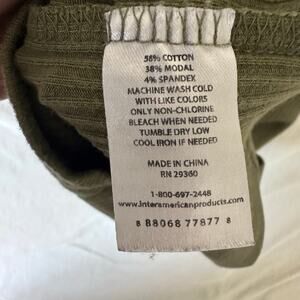 58% COTTON
38% MODAL
4% SPANDEX
MACHINE WASH COLD
WITH LIKE COLORS
ONLY NON-CHLORINE
BLEACH WHEN NEEDED
TUMBLE DRY LOW
COOL IRON IF NEEDED
MADE IN CHINA
RN 29360
1-800-697-2448
www.interamericanproducts.com
8 88068 77877 8